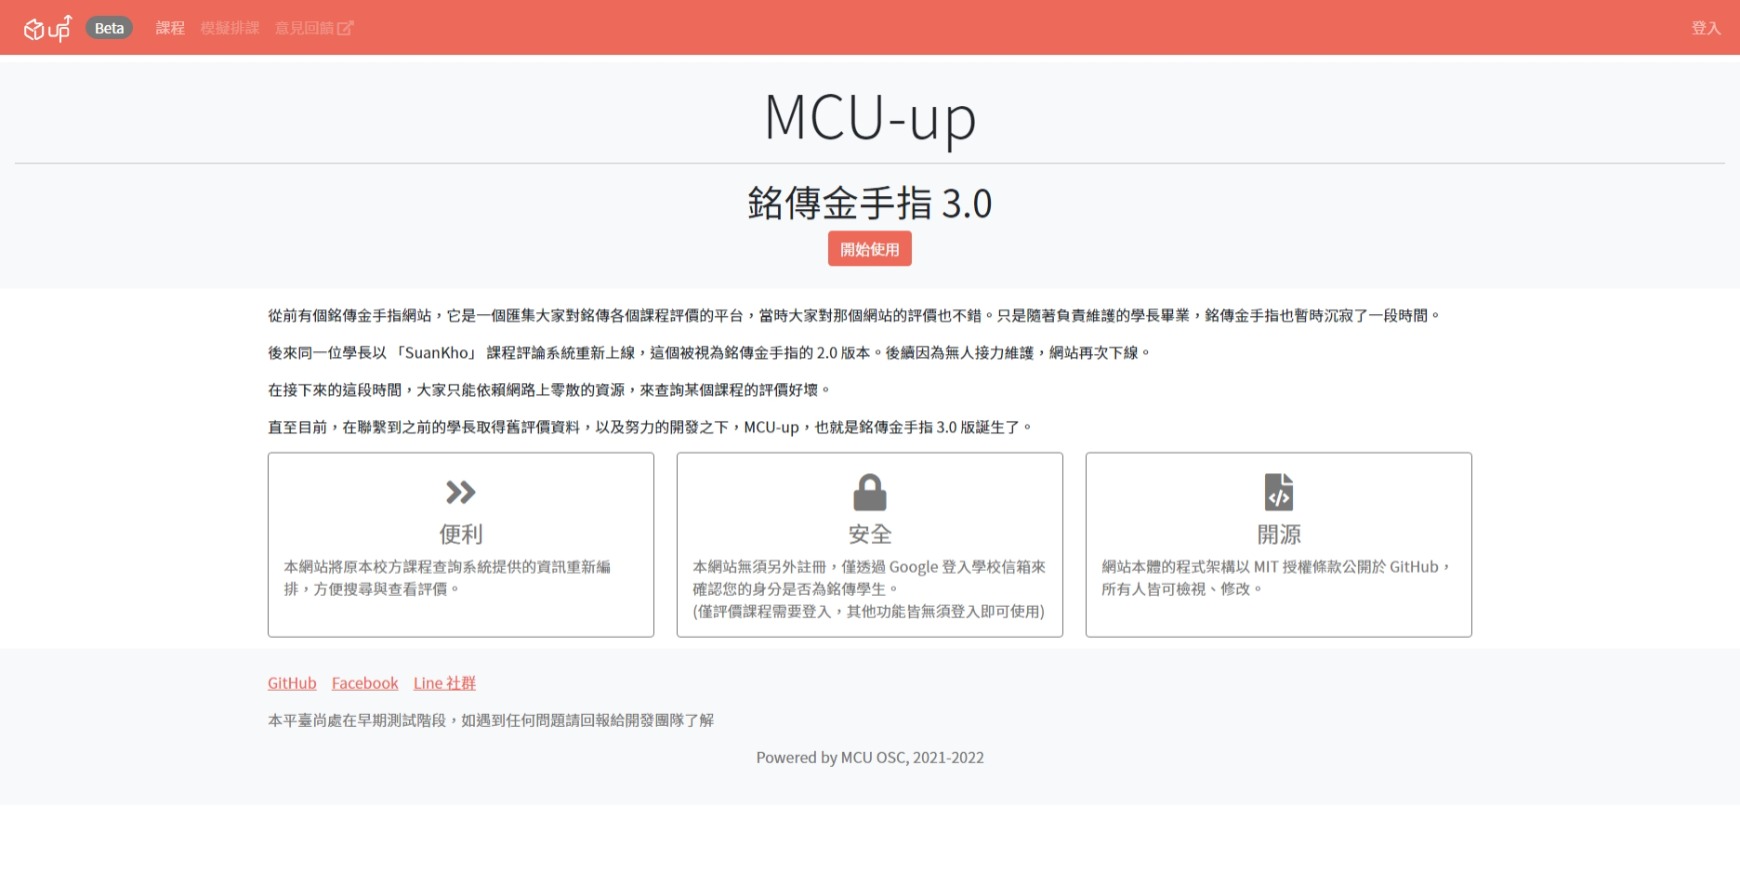 up Beta 課程 模擬排課 意見回饋 登入
MCU-up
銘傳金手指 3.0
開始使用
從前有個銘傳金手指網站，它是一個匯集大家對銘傳各個課程評價的平台，當時大家對那個網站的評價也不錯。只是隨著負責維護的學長畢業，銘傳金手指也暫時沉寂了一段時間。
後來同一位學長以 「SuanKho」 課程評論系統重新上線，這個被視為銘傳金手指的 2.0 版本。後續因為無人接力維護，網站再次下線。
在接下來的這段時間，大家只能依賴網路上零散的資源，來查詢某個課程的評價好壞。
直至目前，在聯繫到之前的學長取得舊評價資料，以及努力的開發之下，MCU-up，也就是銘傳金手指 3.0 版誕生了。
便利
本網站將原本校方課程查詢系統提供的資訊重新編
排，方便搜尋與查看評價。
安全
本網站無須另外註冊，僅透過 Google 登入學校信箱來
確認您的身分是否為銘傳學生。
(僅評價課程需要登入，其他功能皆無須登入即可使用)
開源
網站本體的程式架構以 MIT 授權條款公開於 GitHub，
所有人皆可檢視、修改。
GitHub Facebook Line 社群
本平臺尚處在早期測試階段，如遇到任何問題請回報給開發團隊了解
Powered by MCU OSC, 2021-2022